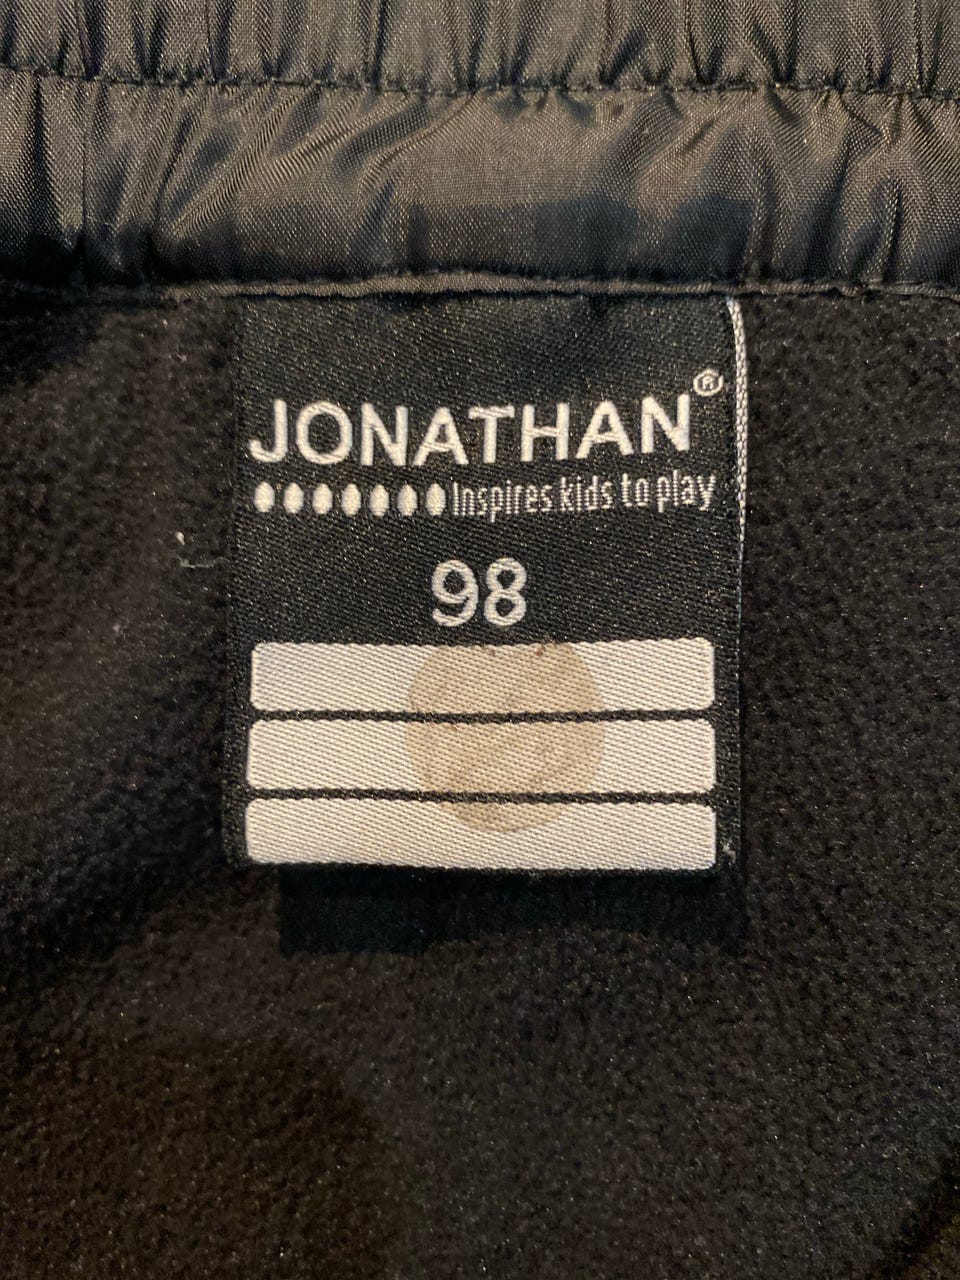 JONATHAN®
Inspires kids to play
98